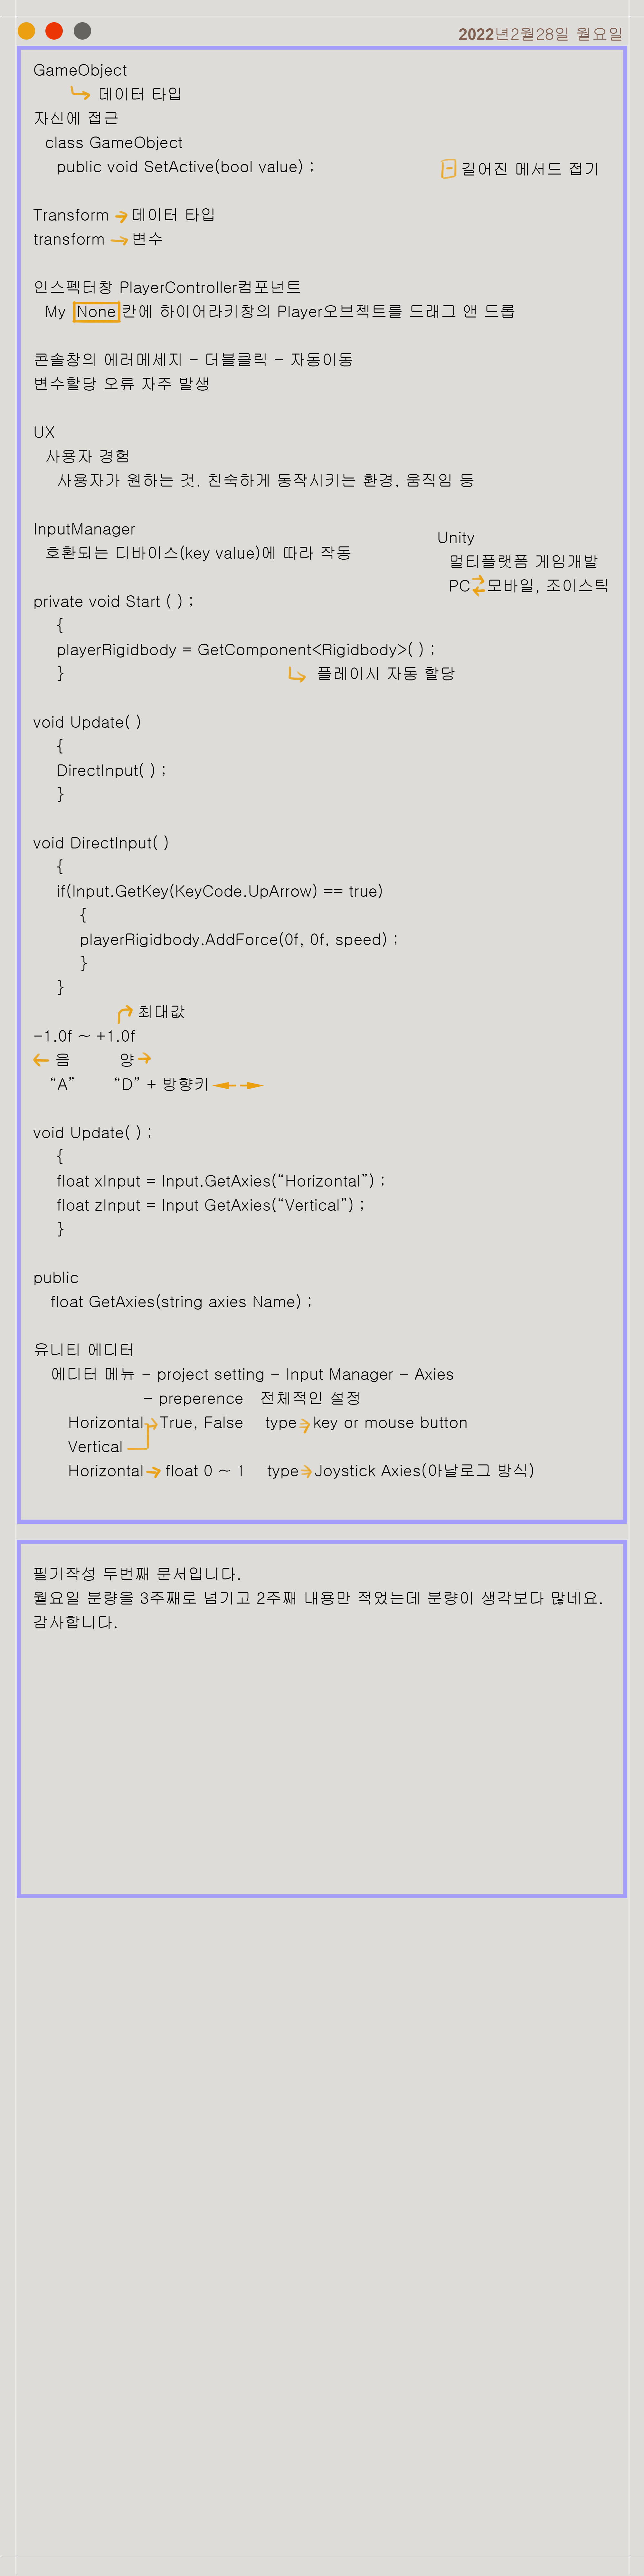 2022년2월28일 월요일
GameObject
데이터 타입
자신에 접근
class GameObject
public void SetActive(bool value) ;
길어진 메서드 접기
Transform → 데이터 타입
transform → 변수
인스펙터창 PlayerController컴포넌트
My None 칸에 하이어라키창의 Player오브젝트를 드래그 앤 드롭
콘솔창의 에러메세지 - 더블클릭 - 자동이동
변수할당 오류 자주 발생
UX
사용자 경험
사용자가 원하는 것. 친숙하게 동작시키는 환경, 움직임 등
InputManager
호환되는 디바이스(key value)에 따라 작동
Unity
멀티플랫폼 게임개발
PC⇄모바일, 조이스틱
private void Start ( ) ;
{
playerRigidbody = GetComponent<Rigidbody>( ) ;
}
플레이시 자동 할당
void Update( )
{
DirectInput( ) ;
}
void DirectInput( )
{
if(Input.GetKey(KeyCode.UpArrow) == true)
{
playerRigidbody.AddForce(0f, 0f, speed) ;
}
}
최대값
-1.0f ~ +1.0f
← 음 양→
“A” “D” + 방향키
void Update( ) ;
{
float xInput = Input.GetAxies(“Horizontal”) ;
float zInput = Input GetAxies(“Vertical”) ;
}
public
float GetAxies(string axies Name) ;
유니티 에디터
에디터 메뉴 - project setting - Input Manager - Axies
- preperence 전체적인 설정
Horizontal→True, False type→key or mouse button
Vertical
Horizontal→float 0 ~ 1 type→Joystick Axies(아날로그 방식)
필기작성 두번째 문서입니다.
월요일 분량을 3주째로 넘기고 2주째 내용만 적었는데 분량이 생각보다 많네요.
감사합니다.